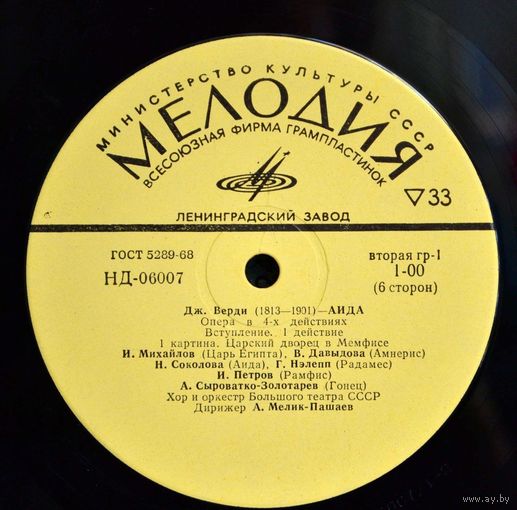 МИНИСТЕРСТВО КУЛЬТУРЫ СССР
МЕЛОДИЯ
ВСЕСОЮЗНАЯ ФИРМА ГРАМПЛАСТИНОК
▽33
ЛЕНИНГРАДСКИЙ ЗАВОД
ГОСТ 5289-68
НД-06007
вторая гр-I
1-00
(6 сторон)
Дж. Верди (1813—1901)—АИДА
Опера в 4-х действиях
Вступление. 1 действие
1 картина. Царский дворец в Мемфисе
И. Михайлов (Царь Египта), В. Давыдова (Амнерис)
Н. Соколова (Аида), Г. Нэлепп (Радамес)
И. Петров (Рамфис)
А. Сыроватко-Золотарев (Гонец)
Хор и оркестр Большого театра СССР
Дирижер А. Мелик-Пашаев
www.ay.by